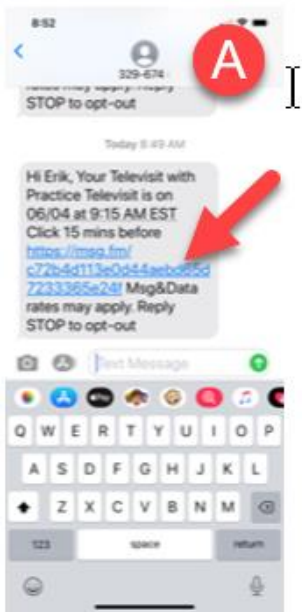 8:52
A
329-674
rates may apply. Reply
STOP to opt-out
Today 8:49 AM
Hi Erik, Your Televisit with
Practice Televisit is on
06/04 at 9:15 AM EST
Click 15 mins before
https://msg.fm/
c72b4d113e0d44aebd65d
7233365e24f Msg&Data
rates may apply. Reply
STOP to opt-out
Text Message
Q W E R T Y U I O P
A S D F G H J K L
Z X C V B N M
123 space return